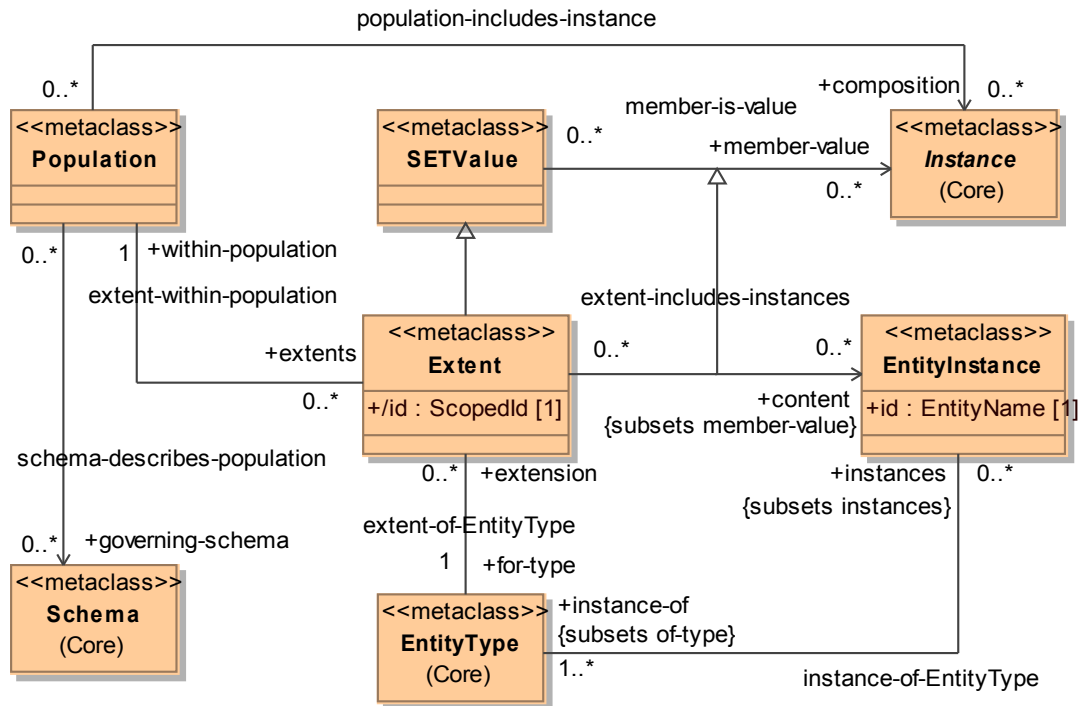 population-includes-instance
0..*
+composition
0..*
<<metaclass>>
Population
<<metaclass>>
SETValue
0..*
member-is-value
+member-value
0..*
<<metaclass>>
Instance
(Core)
0..*
1
+within-population
extent-within-population
+extents
0..*
extent-includes-instances
<<metaclass>>
Extent
+/id : ScopedId [1]
0..*
0..*
+content
{subsets member-value}
<<metaclass>>
EntityInstance
+id : EntityName [1]
schema-describes-population
0..*
+governing-schema
0..*
+extension
extent-of-EntityType
1
+for-type
+instances
0..*
{subsets instances}
<<metaclass>>
Schema
(Core)
<<metaclass>>
EntityType
(Core)
+instance-of
{subsets of-type}
1..*
instance-of-EntityType